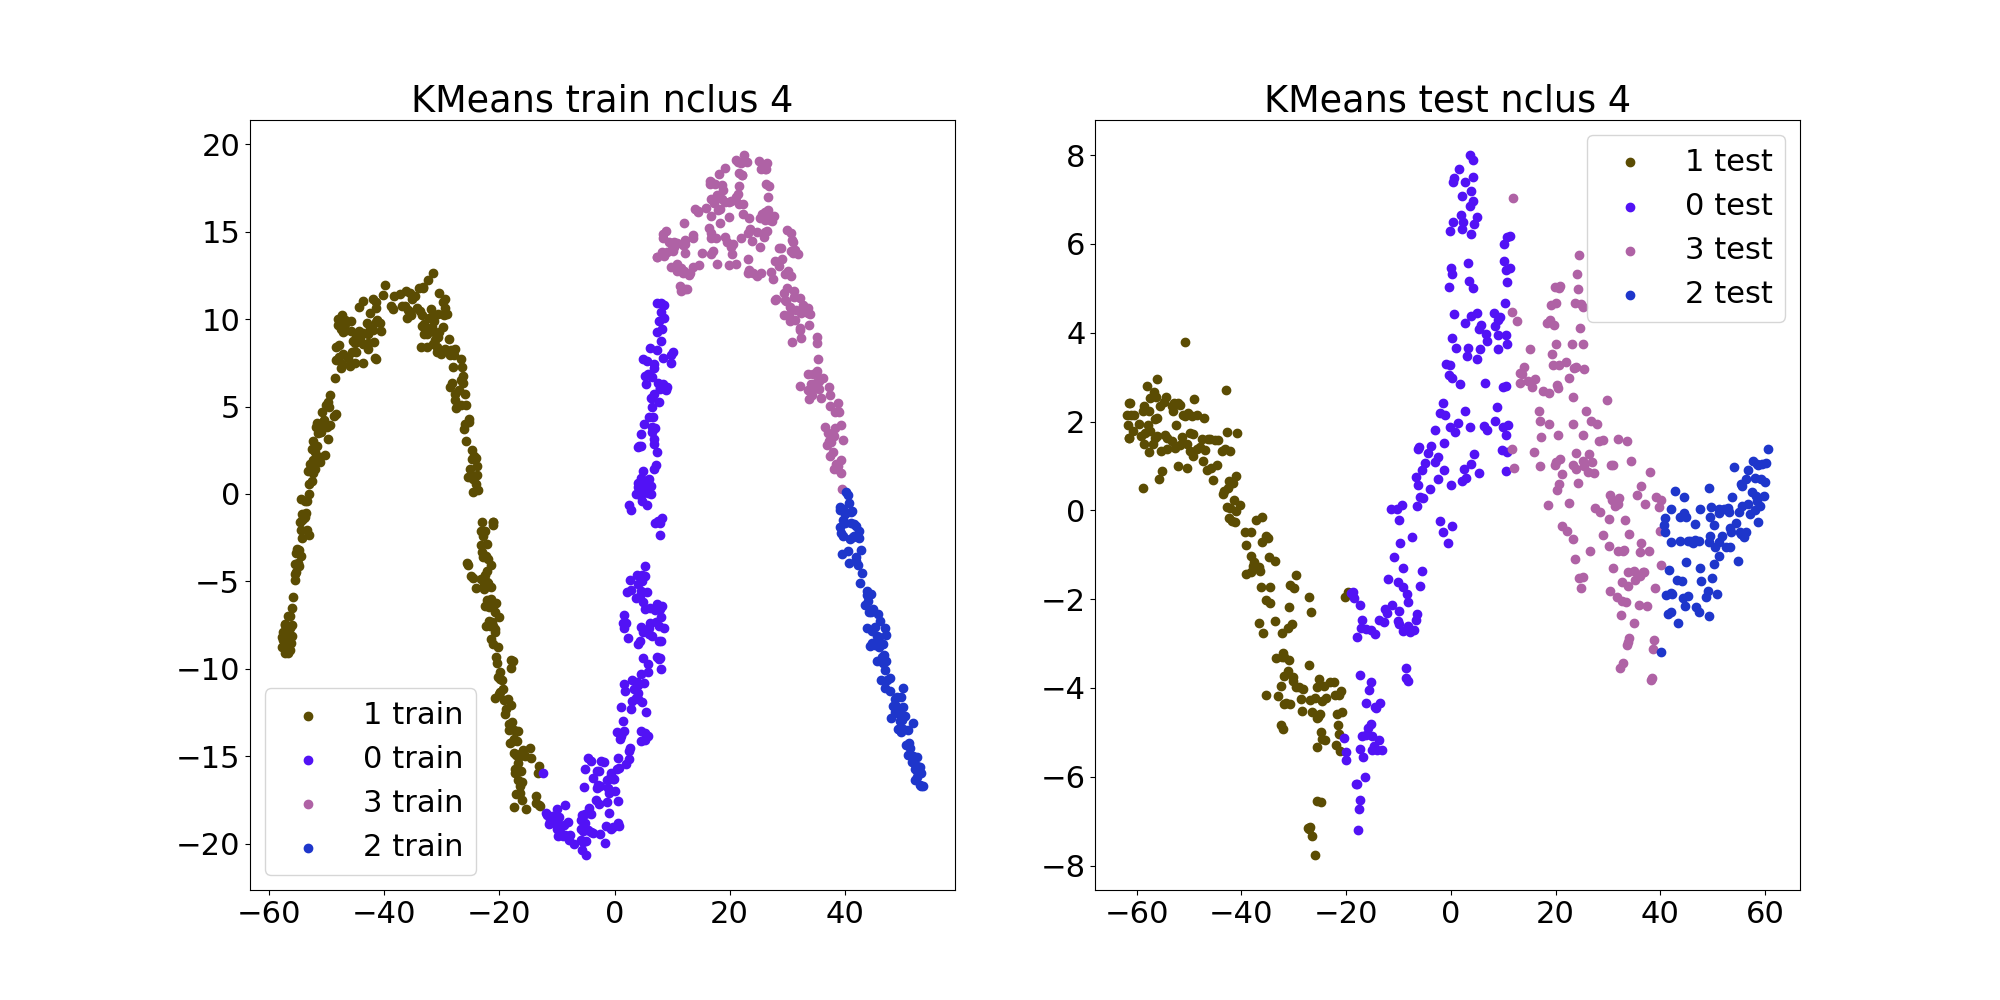 KMeans train nclus 4
20
15
10
5
0
−5
−10
−15
−20
−60 −40 −20 0 20 40
1 train
0 train
3 train
2 train
KMeans test nclus 4
8
6
4
2
0
−2
−4
−6
−8
−60 −40 −20 0 20 40 60
1 test
0 test
3 test
2 test